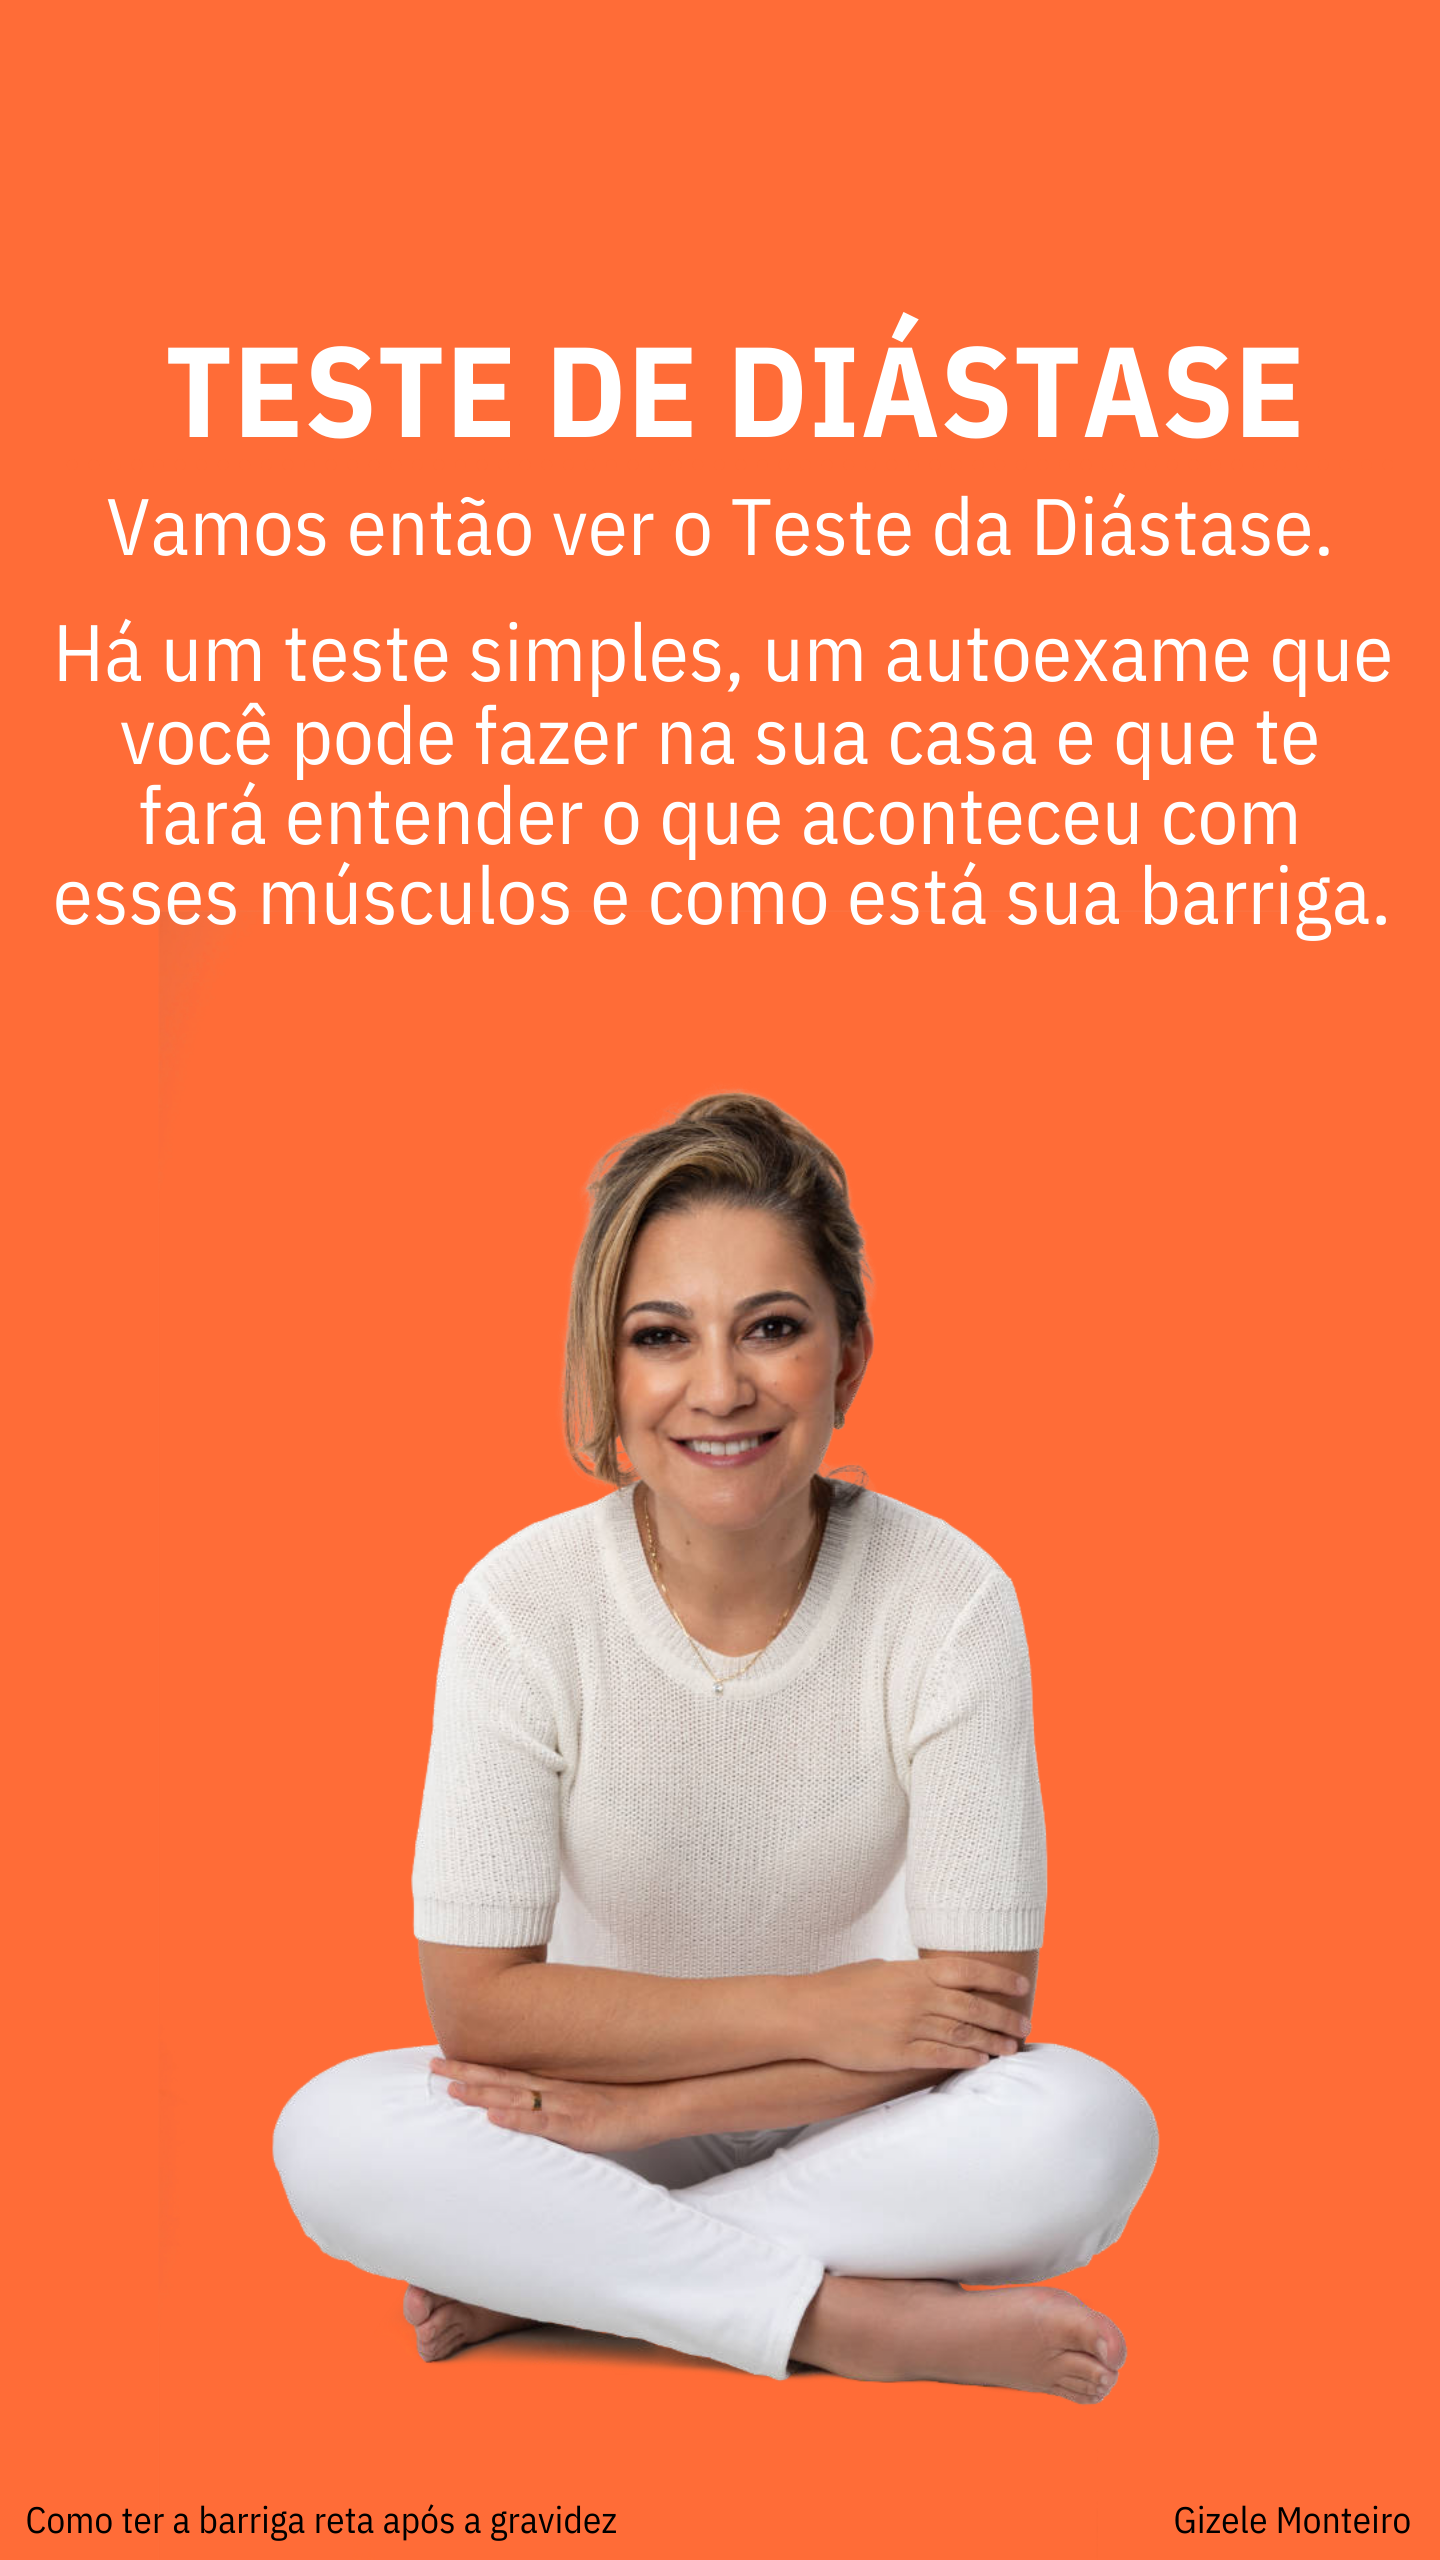 TESTE DE DIÁSTASE
Vamos então ver o Teste da Diástase.
Há um teste simples, um autoexame que
você pode fazer na sua casa e que te
fará entender o que aconteceu com
esses músculos e como está sua barriga.
Como ter a barriga reta após a gravidez
Gizele Monteiro